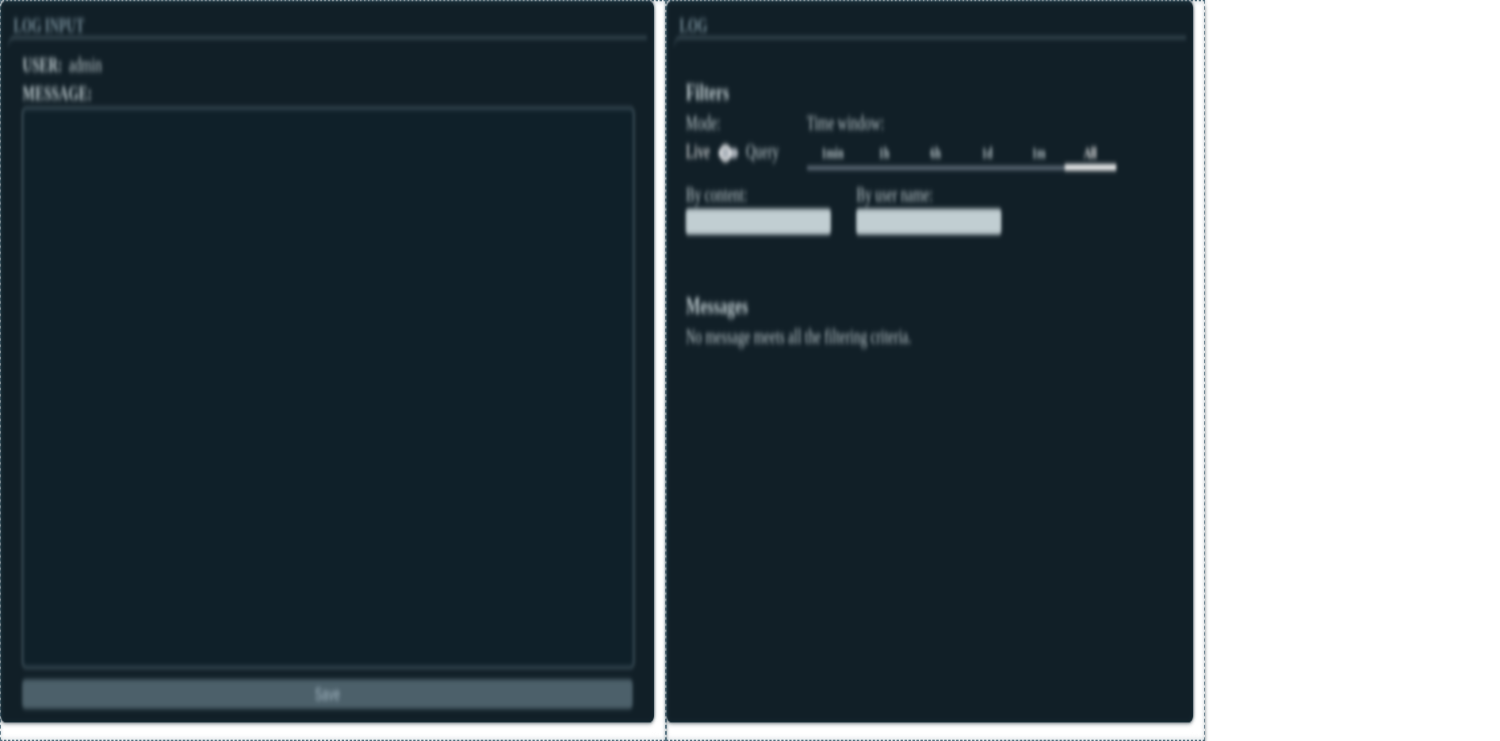 LOG INPUT
USER: admin
MESSAGE:
Save
LOG
Filters
Mode: Time window:
Live Query 1min 1h 6h 1d 1m All
By content: By user name:
Messages
No message meets all the filtering criteria.